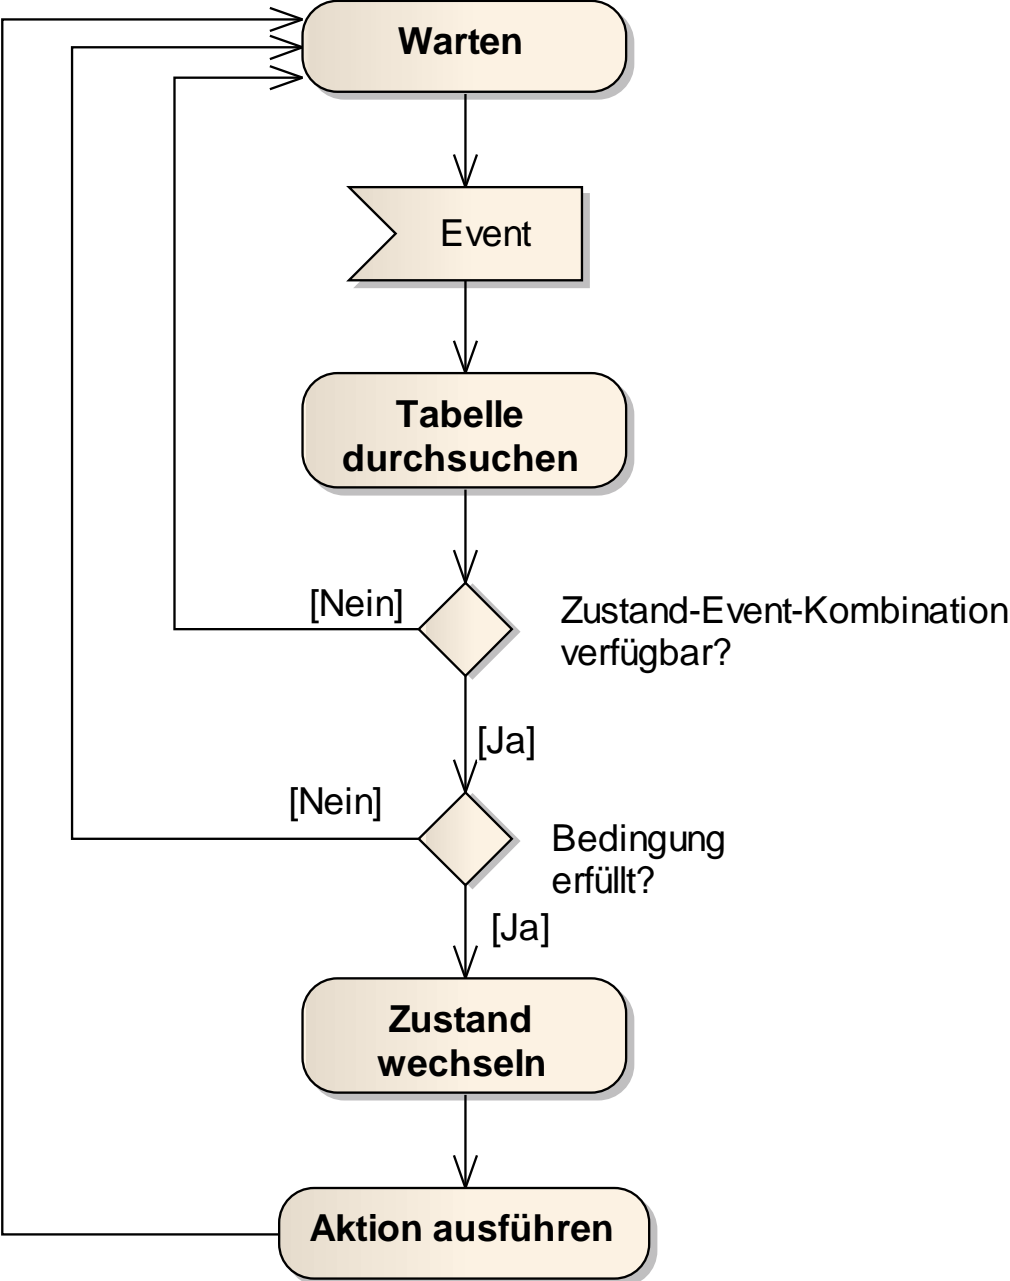 Warten
Event
Tabelle
durchsuchen
[Nein]
Zustand-Event-Kombination
verfügbar?
[Ja]
[Nein]
Bedingung
erfüllt?
[Ja]
Zustand
wechseln
Aktion ausführen